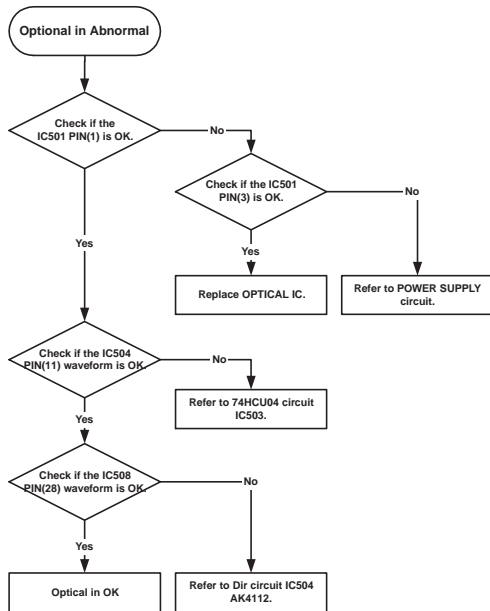 Optional in Abnormal
Check if the
IC501 PIN(1) is OK.
No
Check if the IC501
PIN(3) is OK.
No
Yes
Yes
Replace OPTICAL IC.
Refer to POWER SUPPLY
circuit.
Check if the IC504
PIN(11) waveform is OK.
No
Refer to 74HCU04 circuit
IC503.
Yes
Check if the IC508
PIN(28) waveform is OK.
No
Yes
Optical in OK
Refer to Dir circuit IC504
AK4112.